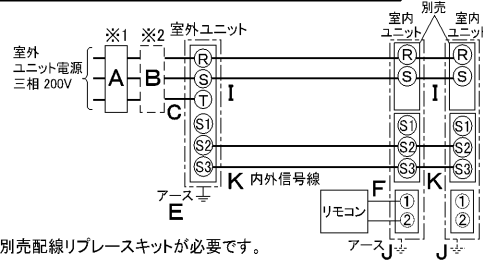 別売
※1 ※2 室外ユニット 室内ユニット 室内ユニット
室外
ユニット電源
三相 200V
A B C
R
S
T
S1
S2
S3
I
K 内外信号線
アース
E
R
S
S1
S2
S3
F
リモコン
1
2
アース J
I
K
R
S
S1
S2
S3
1
2
J
別売配線リプレースキットが必要です。